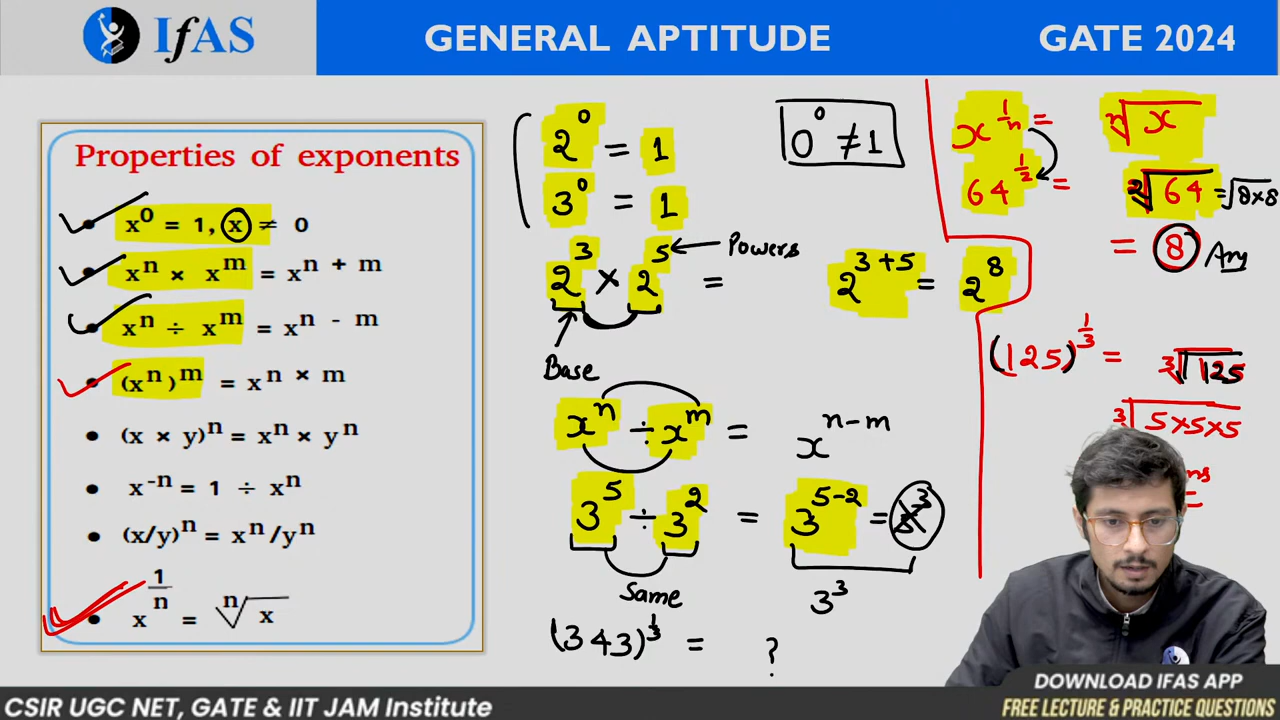 IfAS
GENERAL APTITUDE
GATE 2024
Properties of exponents
• x⁰ = 1, x ≠ 0
• xⁿ × xᵐ = xⁿ ⁺ ᵐ
• xⁿ ÷ xᵐ = xⁿ ⁻ ᵐ
• (xⁿ)ᵐ = xⁿ ˣ ᵐ
• (x × y)ⁿ = xⁿ × yⁿ
• x⁻ⁿ = 1 ÷ xⁿ
• (x/y)ⁿ = xⁿ/yⁿ
• x^(1/n) = ⁿ√x
2⁰ = 1
3⁰ = 1
0⁰ ≠ 1
2³ × 2⁵ = 2³⁺⁵ = 2⁸
Powers
Base
xⁿ ÷ xᵐ = xⁿ⁻ᵐ
3⁵ ÷ 3² = 3⁵⁻² =
3³
Same
(343)^(1/3) = ?
x^(1/n) = ⁿ√x
64^(1/2) = ²√64 = √8×8
= 8 Ans
(125)^(1/3) = ³√125
³√5×5×5
=
CSIR UGC NET, GATE & IIT JAM Institute
DOWNLOAD IFAS APP
FREE LECTURE & PRACTICE QUESTIONS